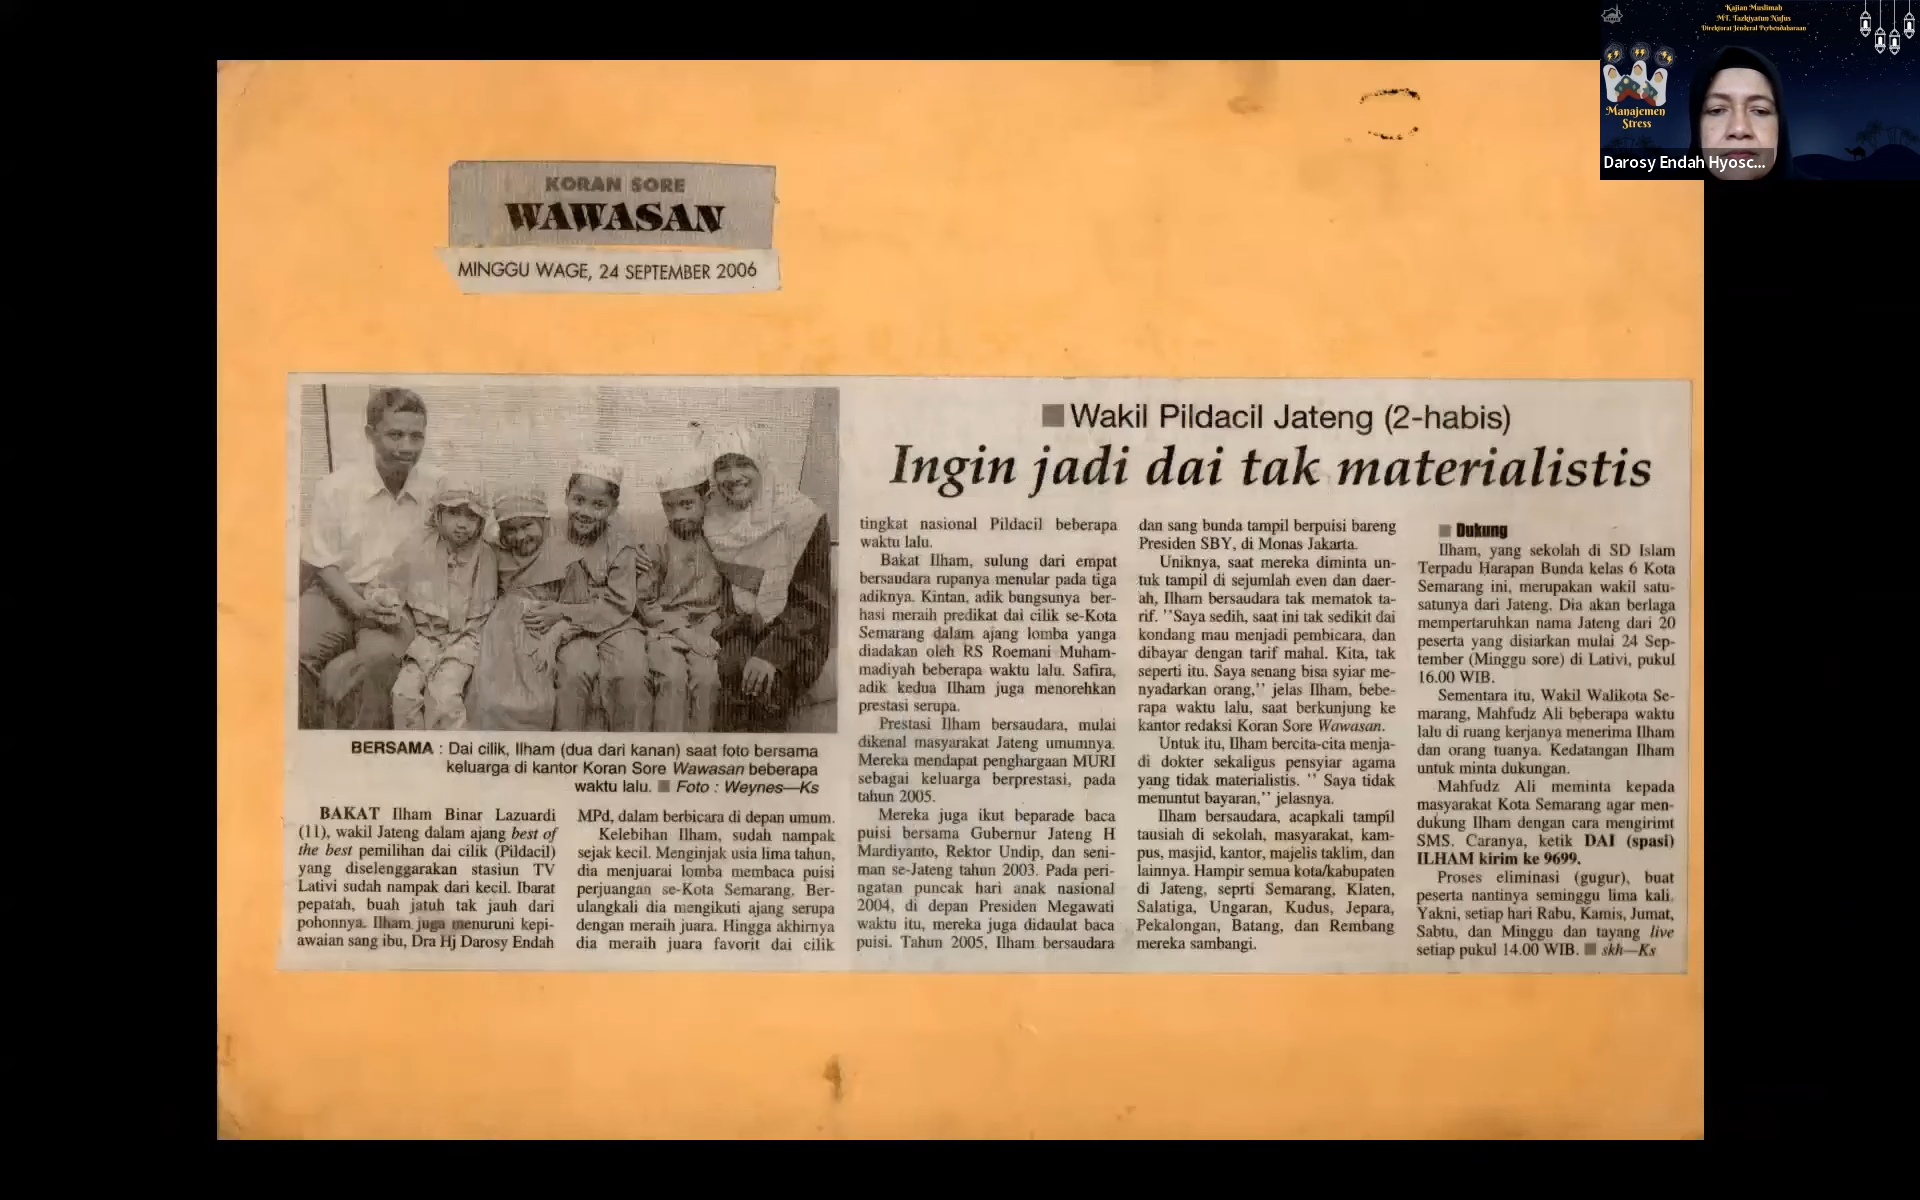 Kajian Muslimah
MT. Tazkiyatun Nufus
Direktorat Jenderal Perbendaharaan
Manajemen
Stress
Darosy Endah Hyosc...
KORAN SORE
WAWASAN
MINGGU WAGE, 24 SEPTEMBER 2006
Wakil Pildacil Jateng (2-habis)
Ingin jadi dai tak materialistis
BERSAMA : Dai cilik, Ilham (dua dari kanan) saat foto bersama
keluarga di kantor Koran Sore Wawasan beberapa
waktu lalu. ■ Foto : Weynes—Ks
BAKAT Ilham Binar Lazuardi
(11), wakil Jateng dalam ajang best of
the best pemilihan dai cilik (Pildacil)
yang diselenggarakan stasiun TV
Lativi sudah nampak dari kecil. Ibarat
pepatah, buah jatuh tak jauh dari
pohonnya. Ilham juga menuruni kepi-
awaian sang ibu, Dra Hj Darosy Endah
MPd, dalam berbicara di depan umum.
Kelebihan Ilham, sudah nampak
sejak kecil. Menginjak usia lima tahun,
dia menjuarai lomba membaca puisi
perjuangan se-Kota Semarang. Ber-
ulangkali dia mengikuti ajang serupa
dengan meraih juara. Hingga akhirnya
dia meraih juara favorit dai cilik
tingkat nasional Pildacil beberapa
waktu lalu.
Bakat Ilham, sulung dari empat
bersaudara rupanya menular pada tiga
adiknya. Kintan, adik bungsunya ber-
hasi meraih predikat dai cilik se-Kota
Semarang dalam ajang lomba yanga
diadakan oleh RS Roemani Muham-
madiyah beberapa waktu lalu. Safira,
adik kedua Ilham juga menorehkan
prestasi serupa.
Prestasi Ilham bersaudara, mulai
dikenal masyarakat Jateng umumnya.
Mereka mendapat penghargaan MURI
sebagai keluarga berprestasi, pada
tahun 2005.
Mereka juga ikut beparade baca
puisi bersama Gubernur Jateng H
Mardiyanto, Rektor Undip, dan seni-
man se-Jateng tahun 2003. Pada peri-
ngatan puncak hari anak nasional
2004, di depan Presiden Megawati
waktu itu, mereka juga didaulat baca
puisi. Tahun 2005, Ilham bersaudara
dan sang bunda tampil berpuisi bareng
Presiden SBY, di Monas Jakarta.
Uniknya, saat mereka diminta un-
tuk tampil di sejumlah even dan daer-
ah, Ilham bersaudara tak mematok ta-
rif. ''Saya sedih, saat ini tak sedikit dai
kondang mau menjadi pembicara, dan
dibayar dengan tarif mahal. Kita, tak
seperti itu. Saya senang bisa syiar me-
nyadarkan orang,'' jelas Ilham, bebe-
rapa waktu lalu, saat berkunjung ke
kantor redaksi Koran Sore Wawasan.
Untuk itu, Ilham bercita-cita menja-
di dokter sekaligus pensyiar agama
yang tidak materialistis. '' Saya tidak
menuntut bayaran,'' jelasnya.
Ilham bersaudara, acapkali tampil
tausiah di sekolah, masyarakat, kam-
pus, masjid, kantor, majelis taklim, dan
lainnya. Hampir semua kota/kabupaten
di Jateng, seprti Semarang, Klaten,
Salatiga, Ungaran, Kudus, Jepara,
Pekalongan, Batang, dan Rembang
mereka sambangi.
■ Dukung
Ilham, yang sekolah di SD Islam
Terpadu Harapan Bunda kelas 6 Kota
Semarang ini, merupakan wakil satu-
satunya dari Jateng. Dia akan berlaga
mempertaruhkan nama Jateng dari 20
peserta yang disiarkan mulai 24 Sep-
tember (Minggu sore) di Lativi, pukul
16.00 WIB.
Sementara itu, Wakil Walikota Se-
marang, Mahfudz Ali beberapa waktu
lalu di ruang kerjanya menerima Ilham
dan orang tuanya. Kedatangan Ilham
untuk minta dukungan.
Mahfudz Ali meminta kepada
masyarakat Kota Semarang agar men-
dukung Ilham dengan cara mengirimt
SMS. Caranya, ketik DAI (spasi)
ILHAM kirim ke 9699.
Proses eliminasi (gugur), buat
peserta nantinya seminggu lima kali.
Yakni, setiap hari Rabu, Kamis, Jumat,
Sabtu, dan Minggu dan tayang live
setiap pukul 14.00 WIB. ■ skh—Ks